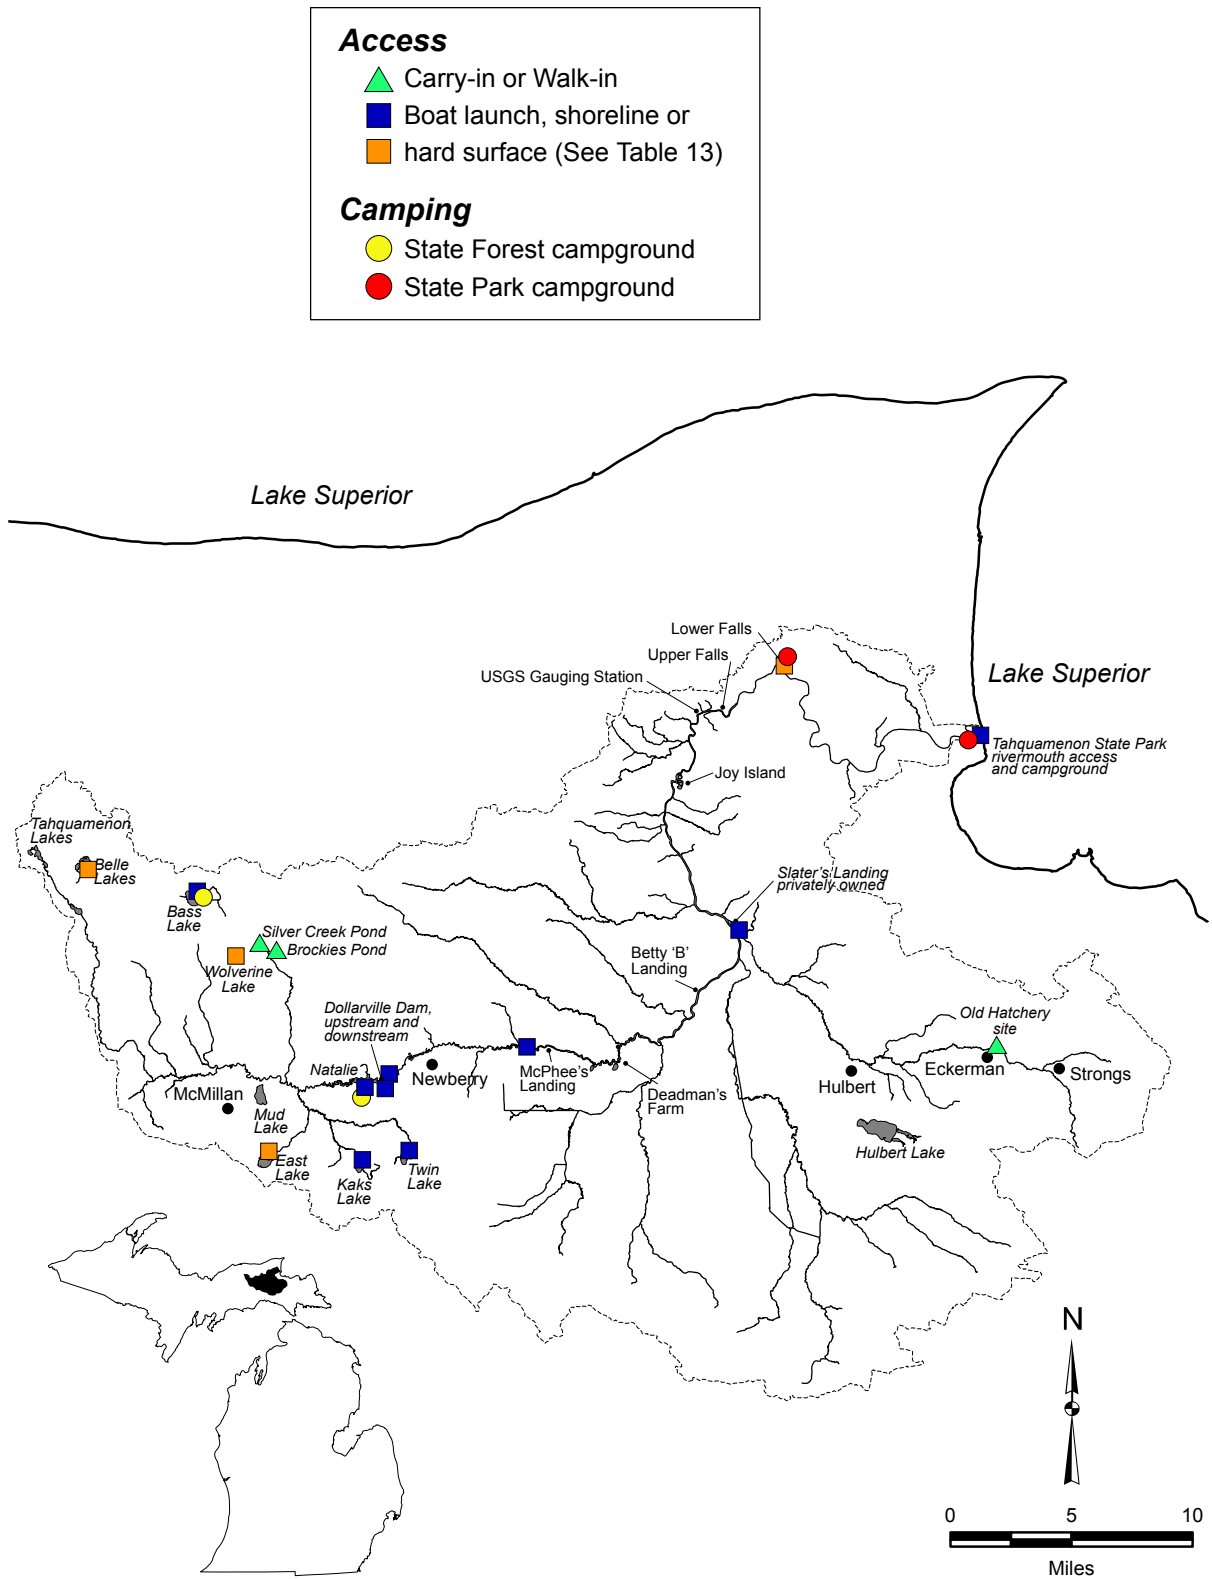 Access
Carry-in or Walk-in
Boat launch, shoreline or
hard surface (See Table 13)
Camping
State Forest campground
State Park campground
Lake Superior
Lower Falls
Upper Falls
USGS Gauging Station
Lake Superior
Tahquamenon State Park
rivermouth access
and campground
Joy Island
Tahquamenon
Lakes
Belle
Lakes
Bass
Lake
Slater's Landing
privately owned
Silver Creek Pond
Brockies Pond
Wolverine
Lake
Betty 'B'
Landing
Dollarville Dam,
upstream and
downstream
Old Hatchery
site
Natalie
Newberry
McPhee's
Landing
Deadman's
Farm
Hulbert
Eckerman
Strongs
McMillan
Mud
Lake
East
Lake
Kaks
Lake
Twin
Lake
Hulbert Lake
N
0 5 10
Miles